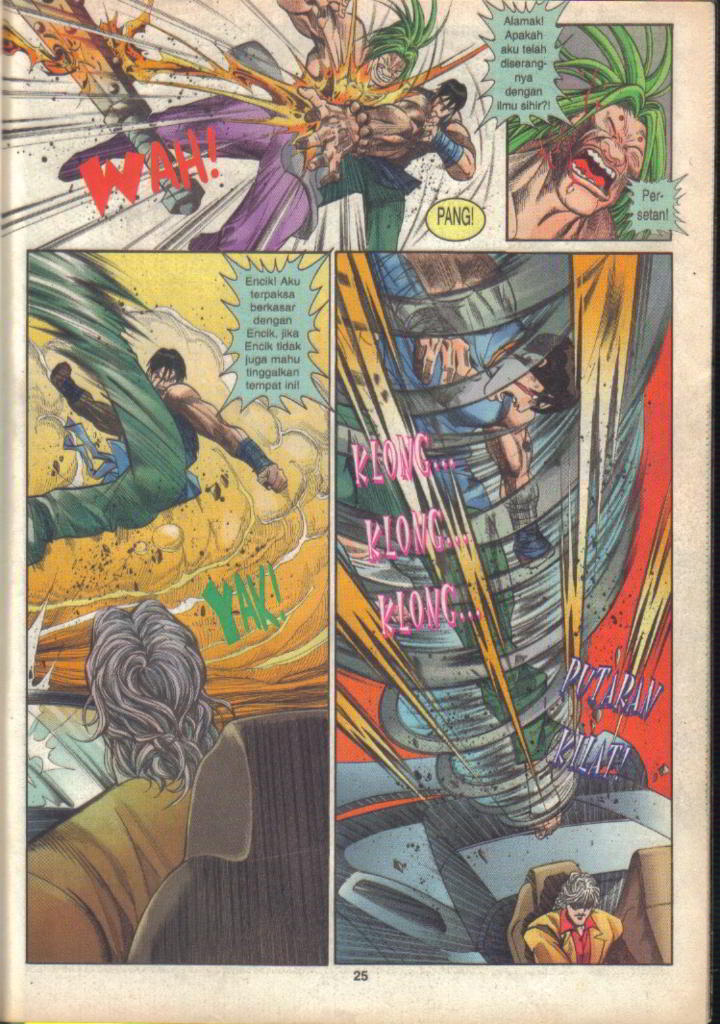 WAH!
PANG!
Alamak!
Apakah
aku telah
diserang-
nya
dengan
ilmu sihir?!
Per-
setan!
Encik! Aku
terpaksa
berkasar
dengan
Encik, jika
Encik tidak
juga mahu
tinggalkan
tempat ini!
YAK!
KLONG...
KLONG...
KLONG...
PUTARAN
KILAT!
25